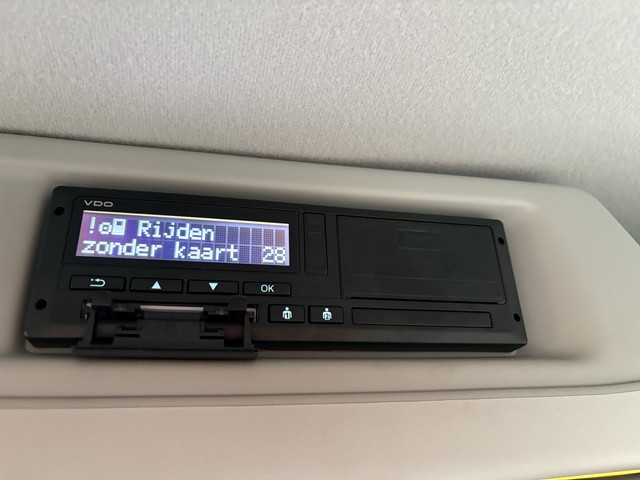 VDO
! Rijden
zonder kaart 28
OK